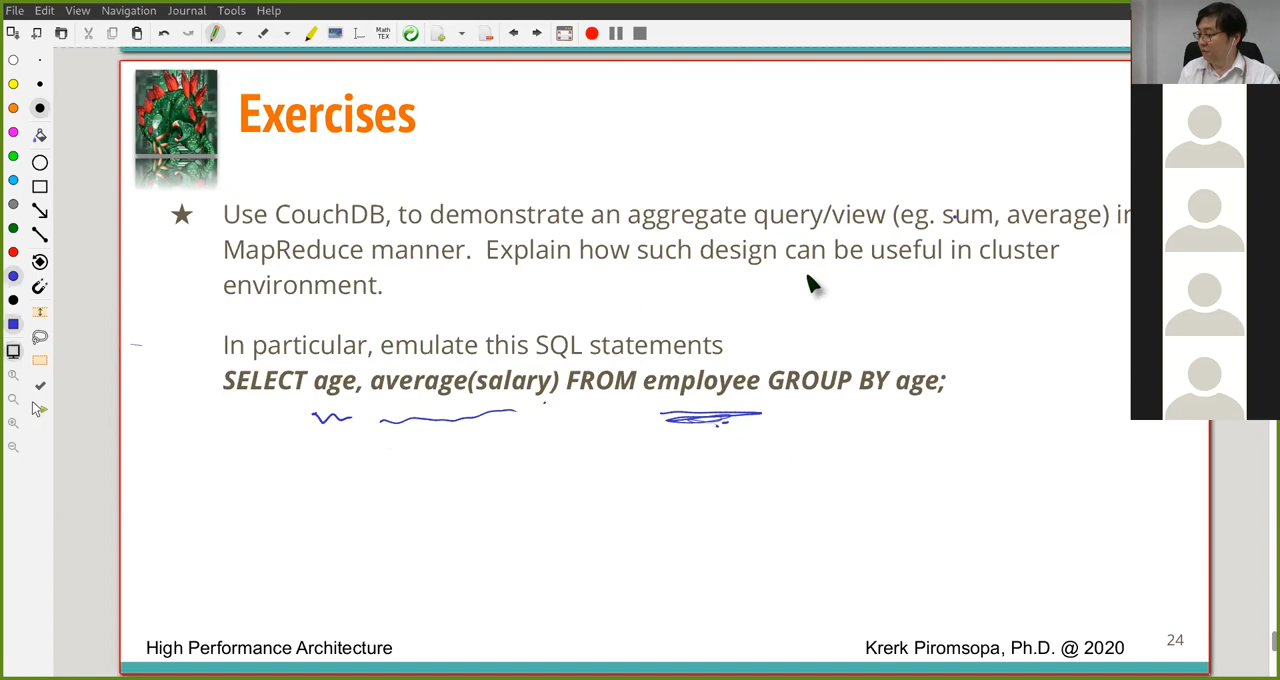 File Edit View Navigation Journal Tools Help
Math
TEX
Exercises
★ Use CouchDB, to demonstrate an aggregate query/view (eg. sum, average) in
MapReduce manner. Explain how such design can be useful in cluster
environment.
In particular, emulate this SQL statements
SELECT age, average(salary) FROM employee GROUP BY age;
High Performance Architecture
Krerk Piromsopa, Ph.D. @ 2020
24